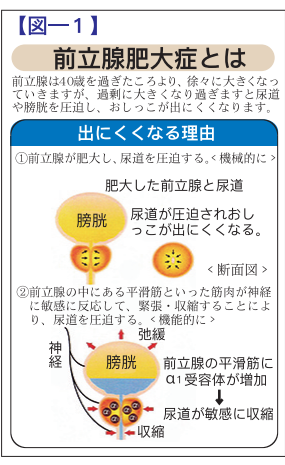 【図―1】
前立腺肥大症とは
前立腺は40歳を過ぎたころより、徐々に大きくなっ
ていきますが、過剰に大きくなり過ぎますと尿道
や膀胱を圧迫し、おしっこが出にくくなります。
出にくくなる理由
①前立腺が肥大し、尿道を圧迫する。<機械的に>
肥大した前立腺と尿道
膀胱
尿道が圧迫されおし
っこが出にくくなる。
<断面図>
②前立腺の中にある平滑筋といった筋肉が神経
に敏感に反応して、緊張・収縮することによ
り、尿道を圧迫する。<機能的に>
弛緩
神経
膀胱
前立腺の平滑筋に
α1受容体が増加
↓
尿道が敏感に収縮
収縮